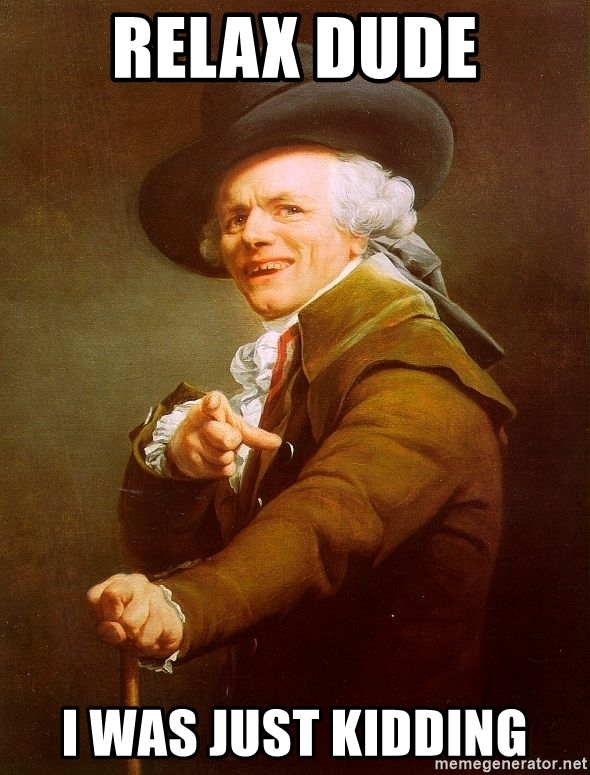 RELAX DUDE
I WAS JUST KIDDING
memegenerator.net